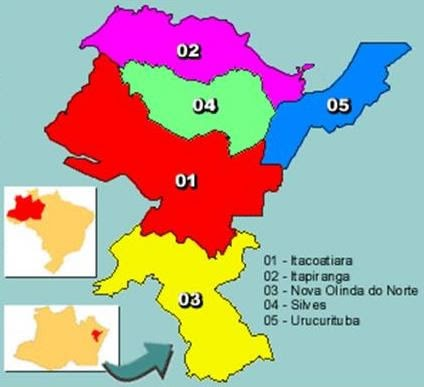 02
04
05
01
03
01 - Itacoatiara
02 - Itapiranga
03 - Nova Olinda do Norte
04 - Silves
05 - Urucurituba